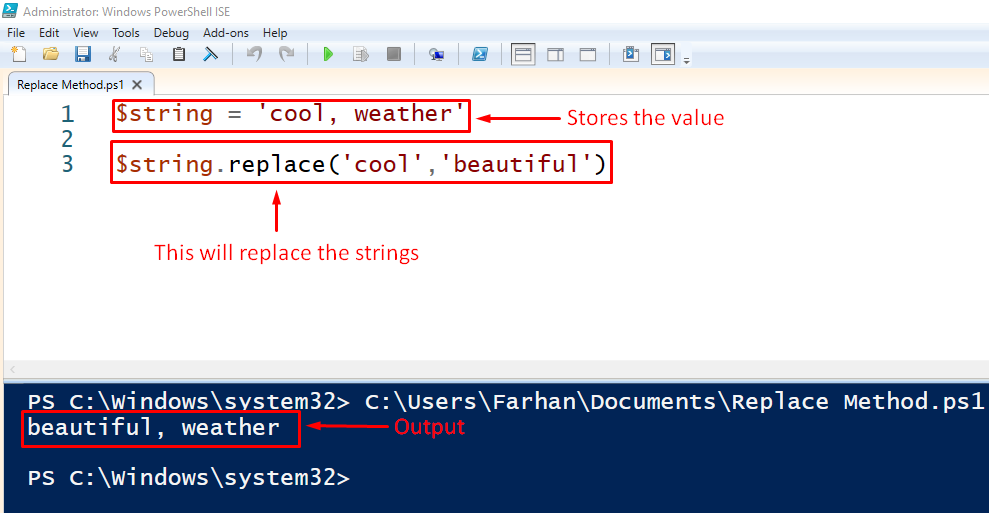 Administrator: Windows PowerShell ISE
File Edit View Tools Debug Add-ons Help
Replace Method.ps1
1 $string = 'cool, weather' Stores the value
2
3 $string.replace('cool','beautiful')
This will replace the strings
PS C:\Windows\system32> C:\Users\Farhan\Documents\Replace Method.ps1
beautiful, weather Output
PS C:\Windows\system32>